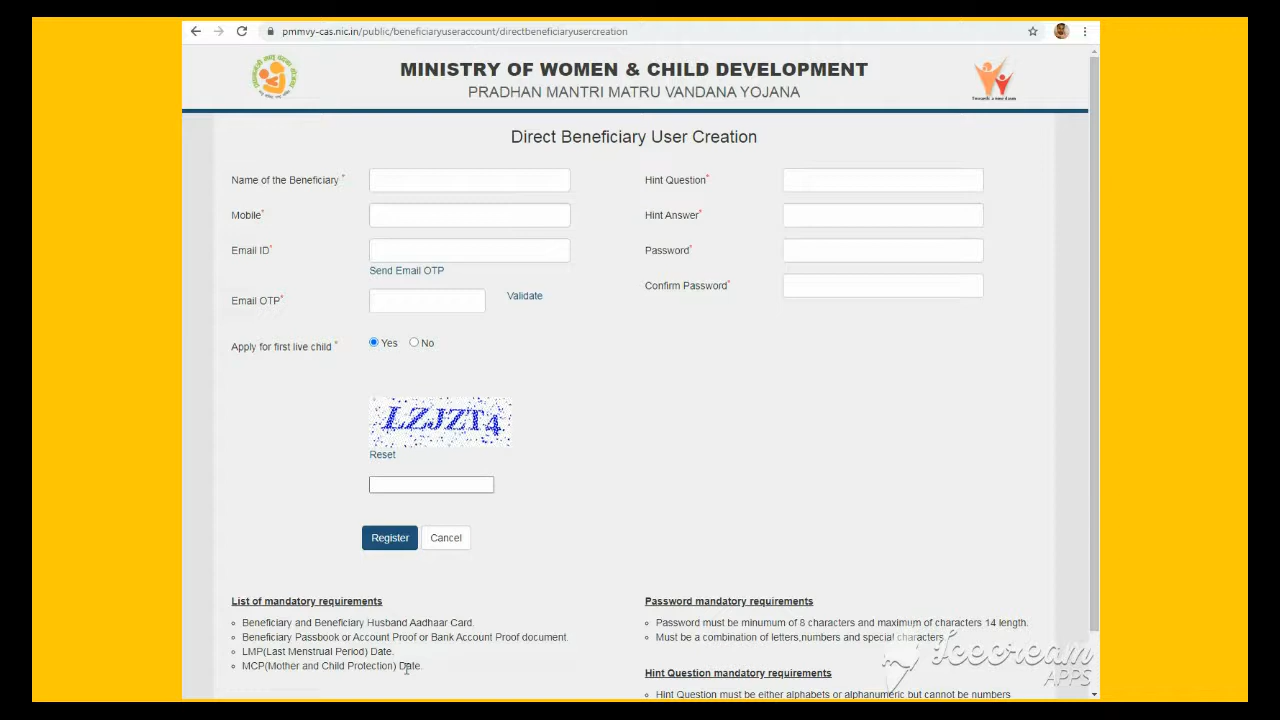 pmmvy-cas.nic.in/public/beneficiaryuseraccount/directbeneficiaryusercreation
MINISTRY OF WOMEN & CHILD DEVELOPMENT
PRADHAN MANTRI MATRU VANDANA YOJANA
Direct Beneficiary User Creation
Name of the Beneficiary *
Mobile*
Email ID*
Send Email OTP
Email OTP*
Validate
Apply for first live child *
Yes No
LZJZT4
Reset
Register Cancel
Hint Question*
Hint Answer*
Password*
Confirm Password*
List of mandatory requirements
Beneficiary and Beneficiary Husband Aadhaar Card.
Beneficiary Passbook or Account Proof or Bank Account Proof document.
LMP(Last Menstrual Period) Date.
MCP(Mother and Child Protection) Date.
Password mandatory requirements
Password must be minumum of 8 characters and maximum of characters 14 length.
Must be a combination of letters,numbers and special characters
Hint Question mandatory requirements
Hint Question must be either alphabets or alphanumeric but cannot be numbers
Icecream
APPS